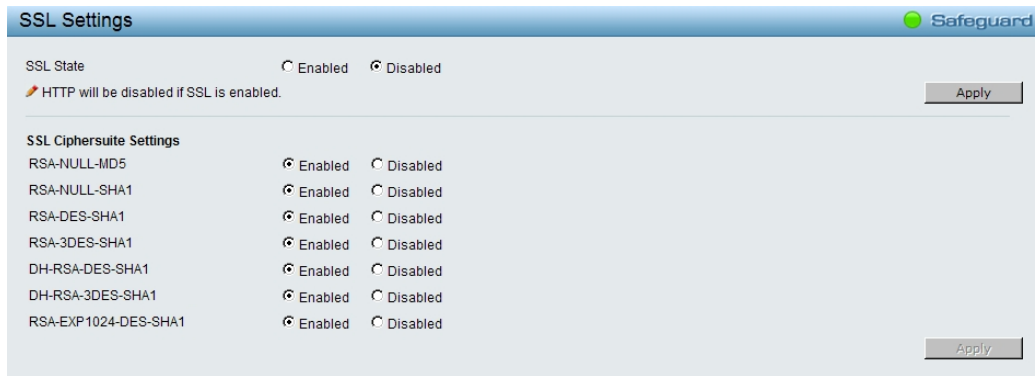 SSL Settings Safeguard
SSL State Enabled Disabled
HTTP will be disabled if SSL is enabled. Apply
SSL Ciphersuite Settings
RSA-NULL-MD5 Enabled Disabled
RSA-NULL-SHA1 Enabled Disabled
RSA-DES-SHA1 Enabled Disabled
RSA-3DES-SHA1 Enabled Disabled
DH-RSA-DES-SHA1 Enabled Disabled
DH-RSA-3DES-SHA1 Enabled Disabled
RSA-EXP1024-DES-SHA1 Enabled Disabled
Apply